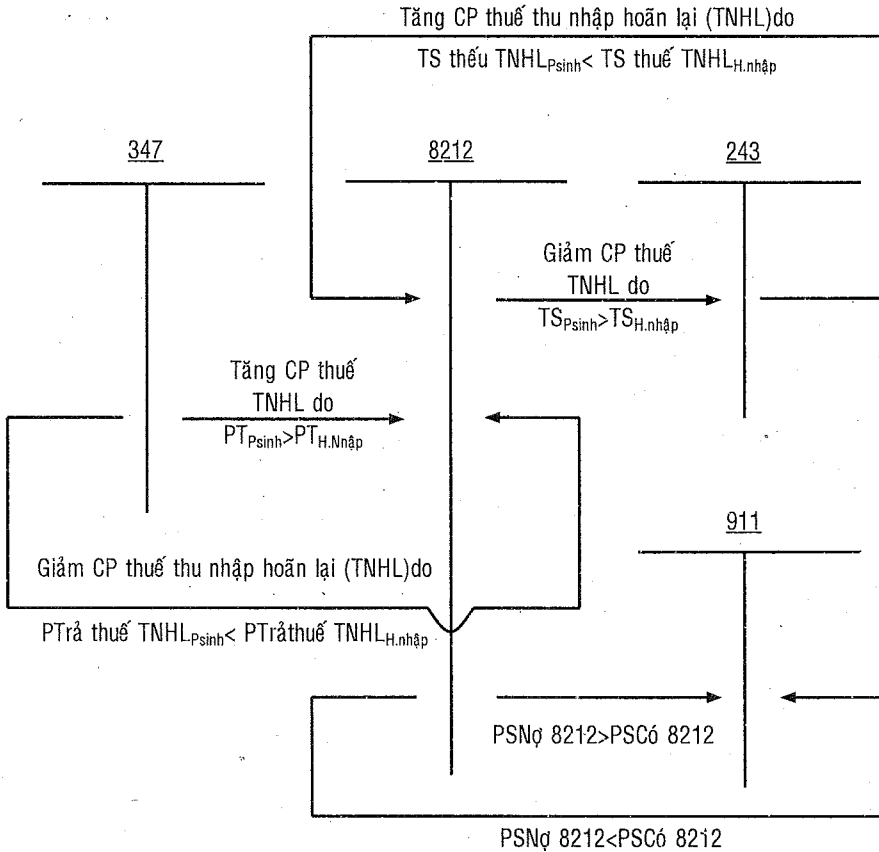 Tăng CP thuế thu nhập hoãn lại (TNHL)do
TS thếu TNHLPsinh< TS thuế TNHLH.nhập
347
8212
243
Giảm CP thuế
TNHL do
TSPsinh>TSH.nhập
Tăng CP thuế
TNHL do
PTPsinh>PTH.Nnập
911
Giảm CP thuế thu nhập hoãn lại (TNHL)do
PTrả thuế TNHLPsinh< PTrảthuế TNHLH.nhập
PSNợ 8212>PSCó 8212
PSNợ 8212<PSCó 8212